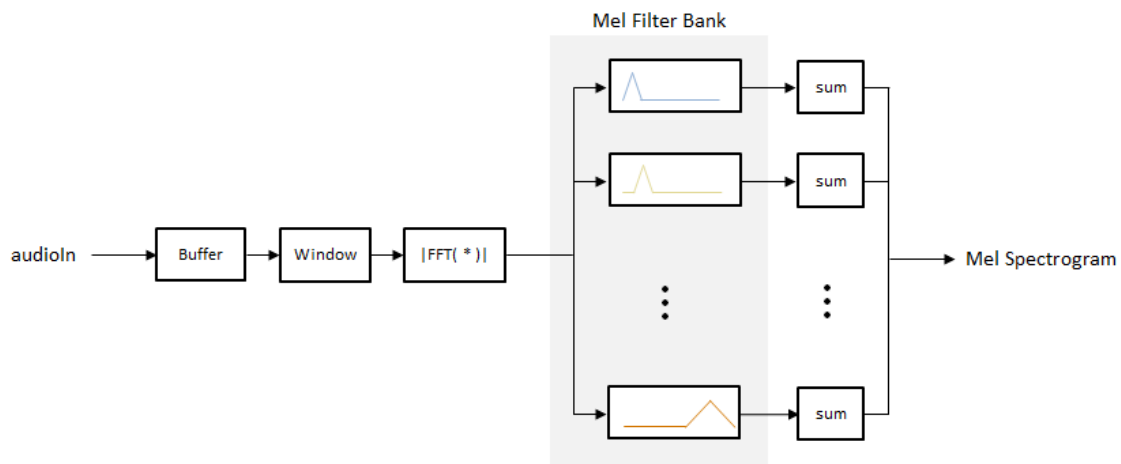 Mel Filter Bank
sum
sum
audioIn
Buffer
Window
|FFT( * )|
Mel Spectrogram
sum